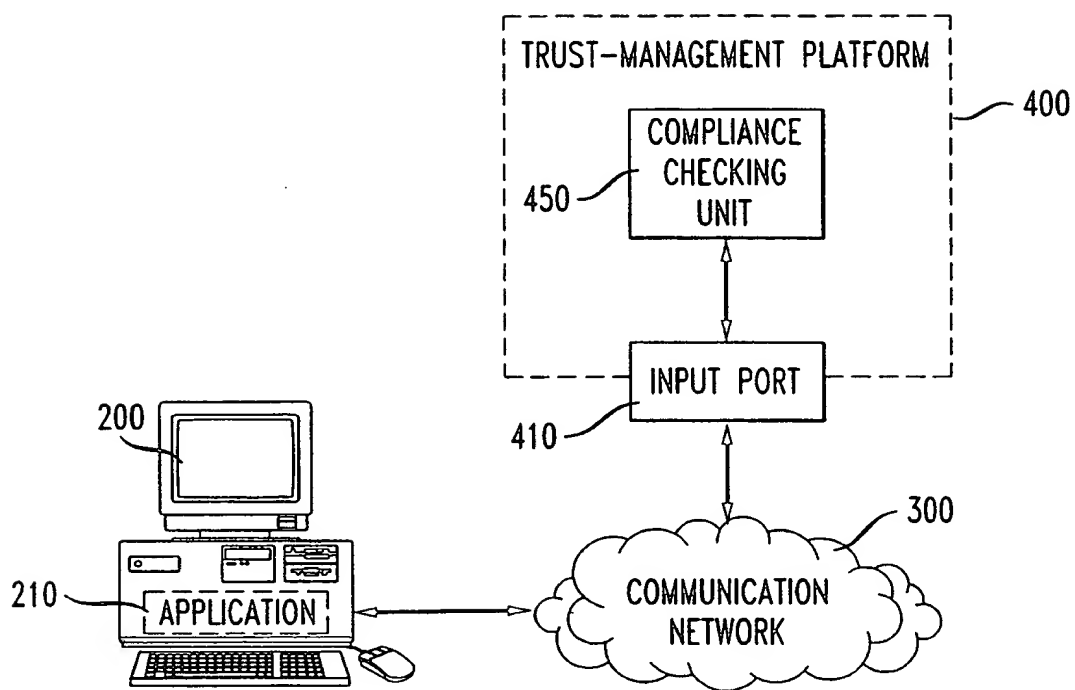 TRUST-MANAGEMENT PLATFORM
400
COMPLIANCE
CHECKING
UNIT
450
INPUT PORT
410
200
300
210
APPLICATION
COMMUNICATION
NETWORK